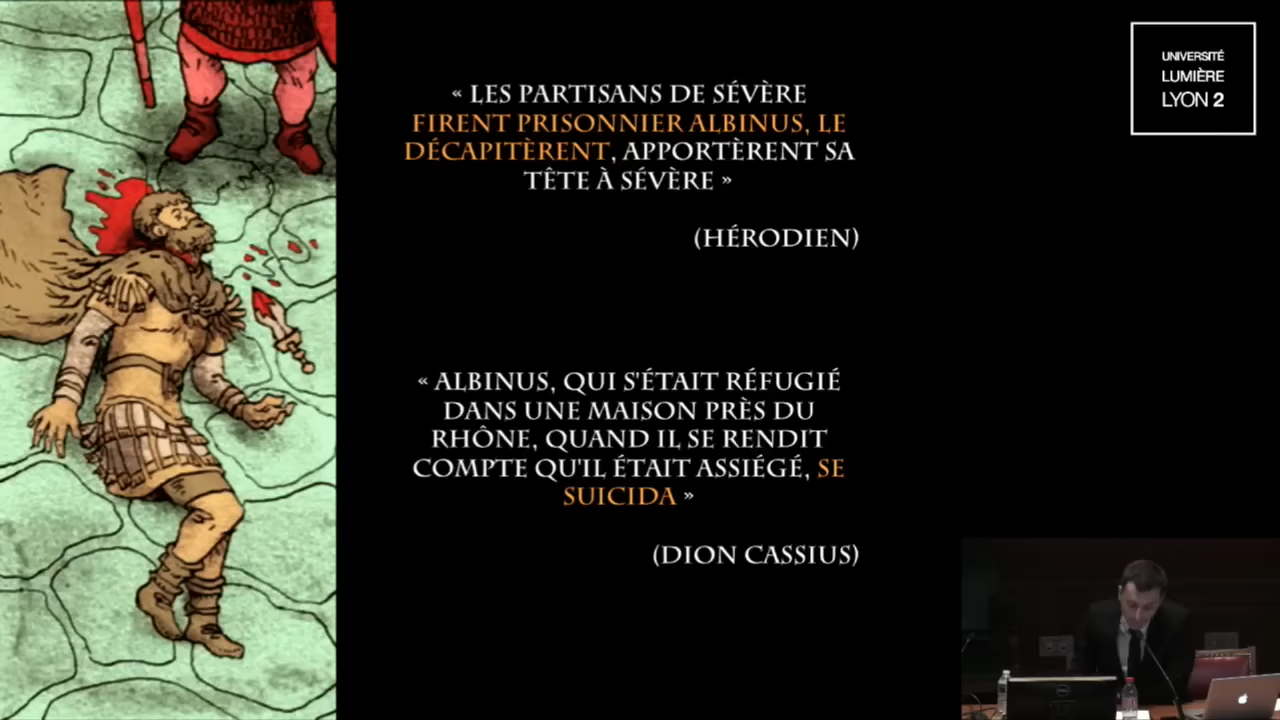 « LES PARTISANS DE SÉVÈRE
FIRENT PRISONNIER ALBINUS, LE
DÉCAPITÈRENT, APPORTÈRENT SA
TÊTE À SÉVÈRE »
(HÉRODIEN)
« ALBINUS, QUI S'ÉTAIT RÉFUGIÉ
DANS UNE MAISON PRÈS DU
RHÔNE, QUAND IL SE RENDIT
COMPTE QU'IL ÉTAIT ASSIÉGÉ, SE
SUICIDA »
(DION CASSIUS)
UNIVERSITÉ
LUMIÈRE
LYON 2